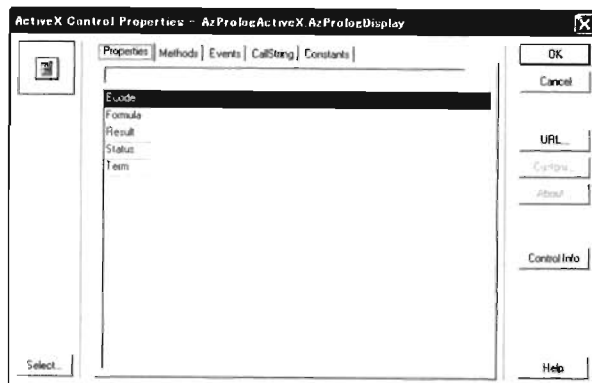 ActiveX Control Properties - AzPrologActiveX.AzPrologDisplay
Properties Methods Events CallString Constants
Ecode
Formula
Result
Status
Term
OK
Cancel
URL...
Custom...
About...
Control Info
Select...
Help